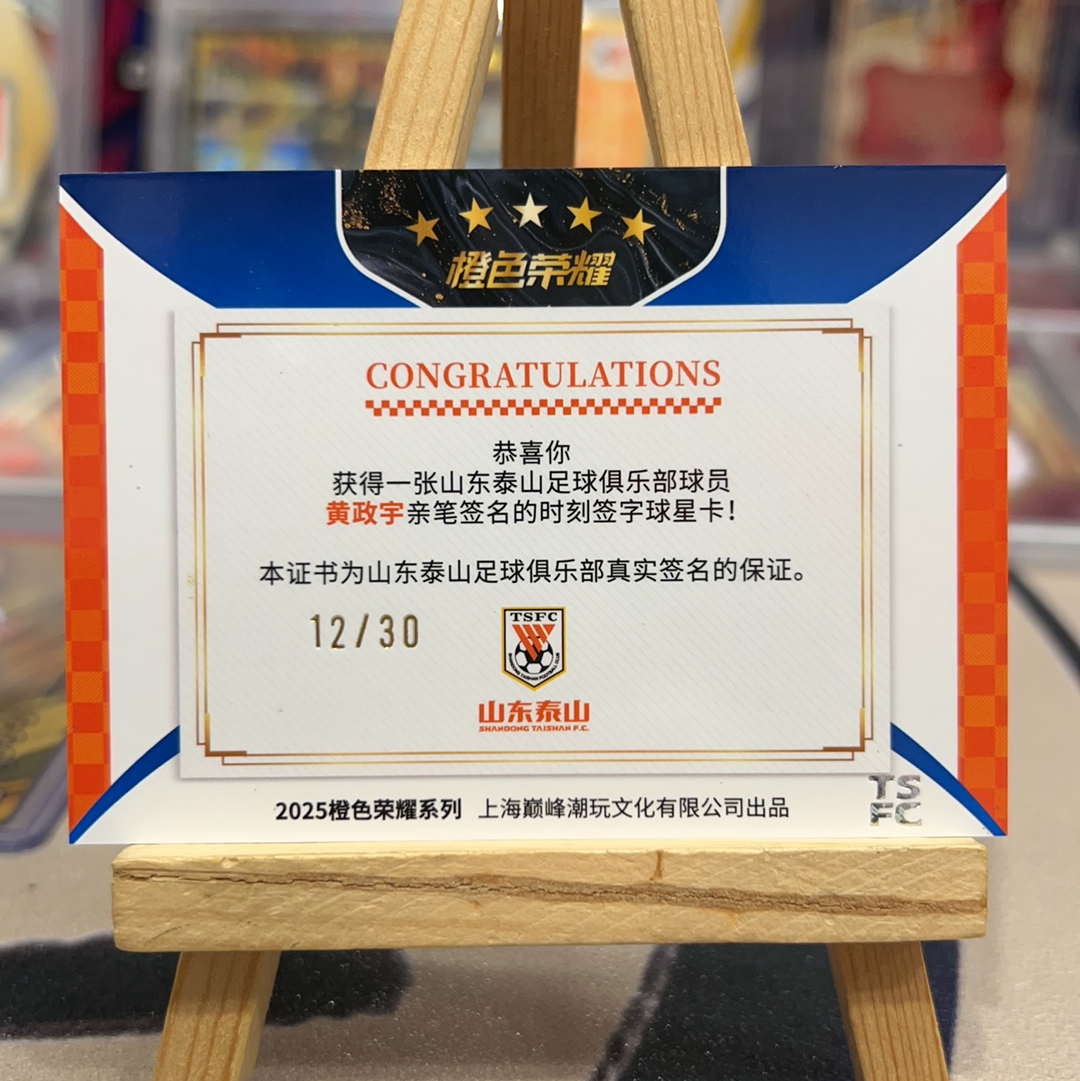 橙色荣耀
CONGRATULATIONS
恭喜你
获得一张山东泰山足球俱乐部球员
黄政宇亲笔签名的时刻签字球星卡！
本证书为山东泰山足球俱乐部真实签名的保证。
12/30
TSFC
SHANDONG TAISHAN FOOTBALL CLUB
山东泰山
SHANDONG TAISHAN F.C.
2025橙色荣耀系列 上海巅峰潮玩文化有限公司出品
TS
FC